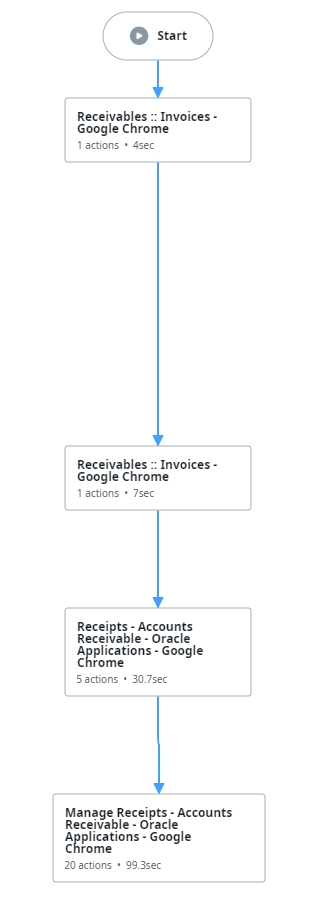 Start
Receivables :: Invoices -
Google Chrome
1 actions • 4sec
Receivables :: Invoices -
Google Chrome
1 actions • 7sec
Receipts - Accounts
Receivable - Oracle
Applications - Google
Chrome
5 actions • 30.7sec
Manage Receipts - Accounts
Receivable - Oracle
Applications - Google
Chrome
20 actions • 99.3sec